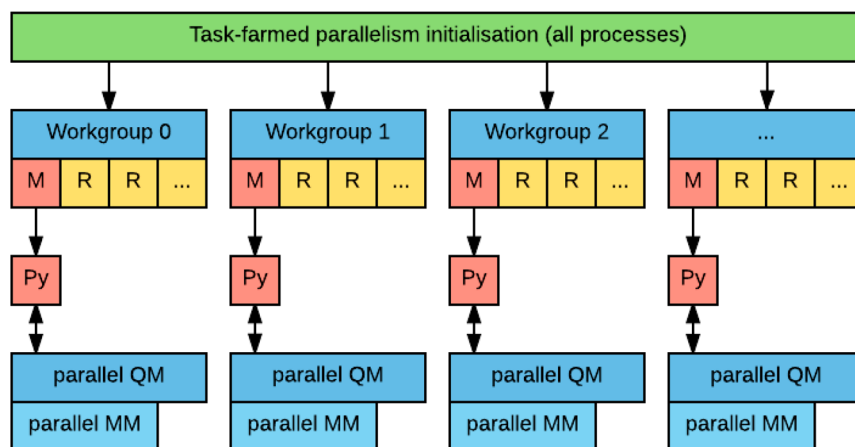 Task-farmed parallelism initialisation (all processes)
Workgroup 0
Workgroup 1
Workgroup 2
...
M R R ...
M R R ...
M R R ...
M R R ...
Py
Py
Py
Py
parallel QM
parallel QM
parallel QM
parallel QM
parallel MM
parallel MM
parallel MM
parallel MM